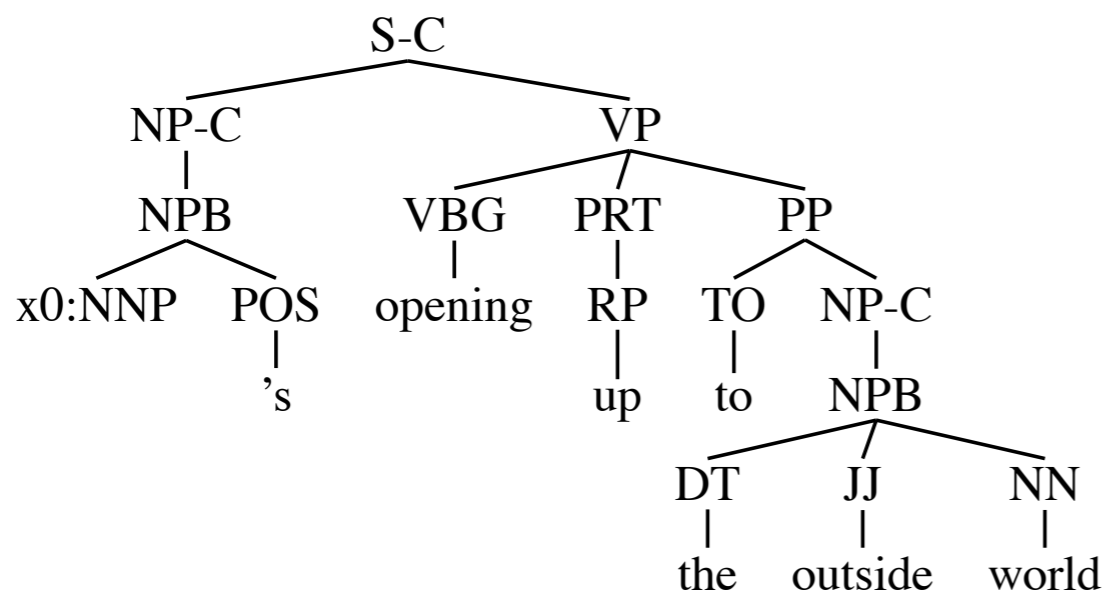 S-C
NP-C VP
NPB VBG PRT PP
x0:NNP POS opening RP TO NP-C
’s up to NPB
DT JJ NN
the outside world